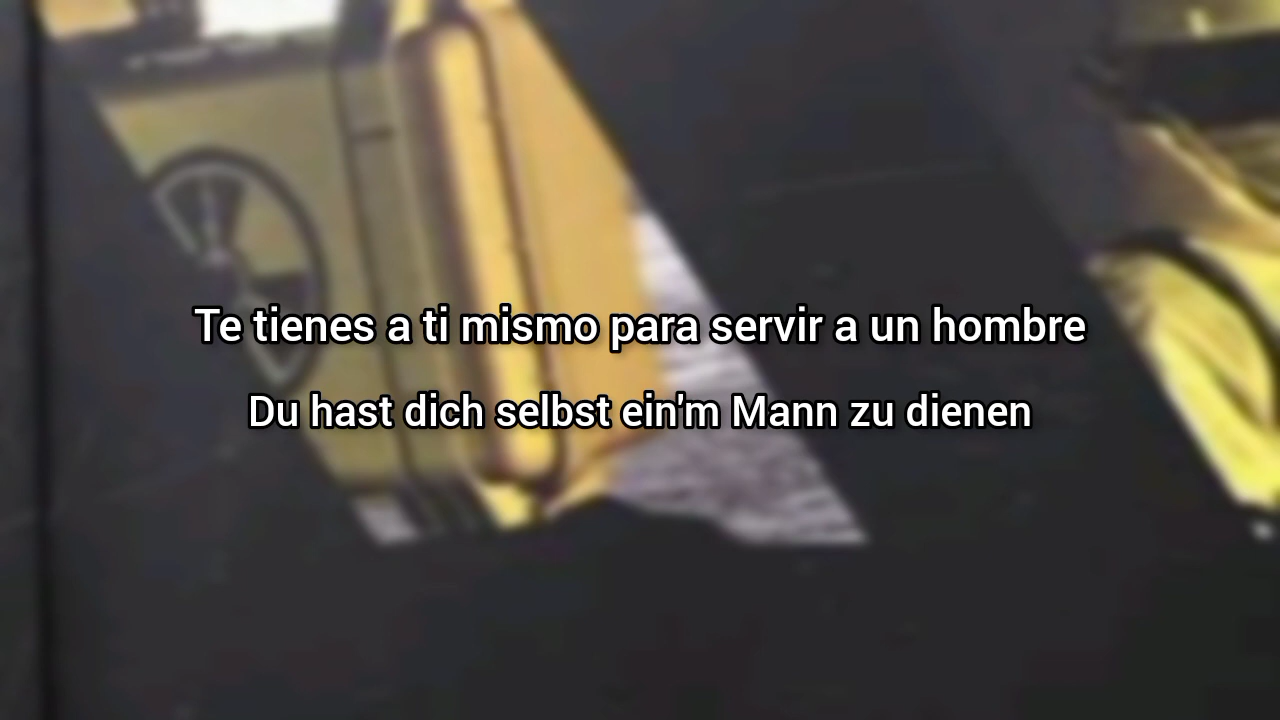 Te tienes a ti mismo para servir a un hombre
Du hast dich selbst ein'm Mann zu dienen